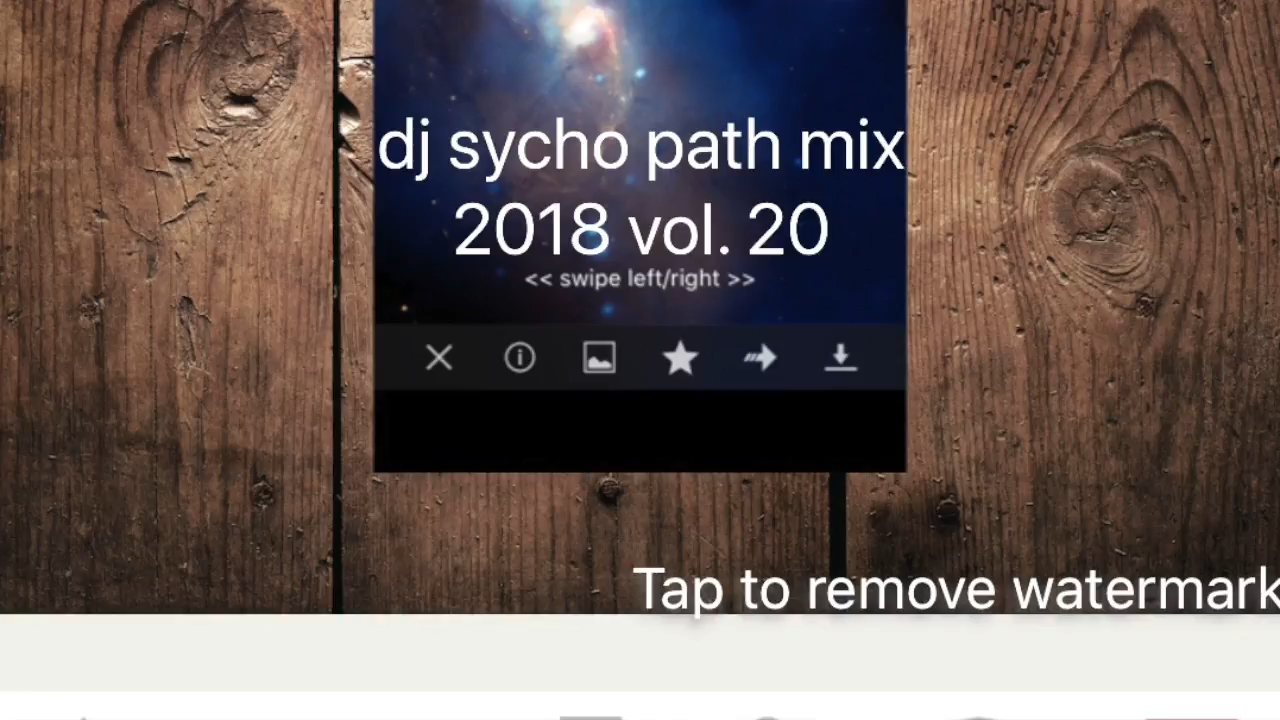 dj sycho path mix
2018 vol. 20
<< swipe left/right >>
Tap to remove watermark